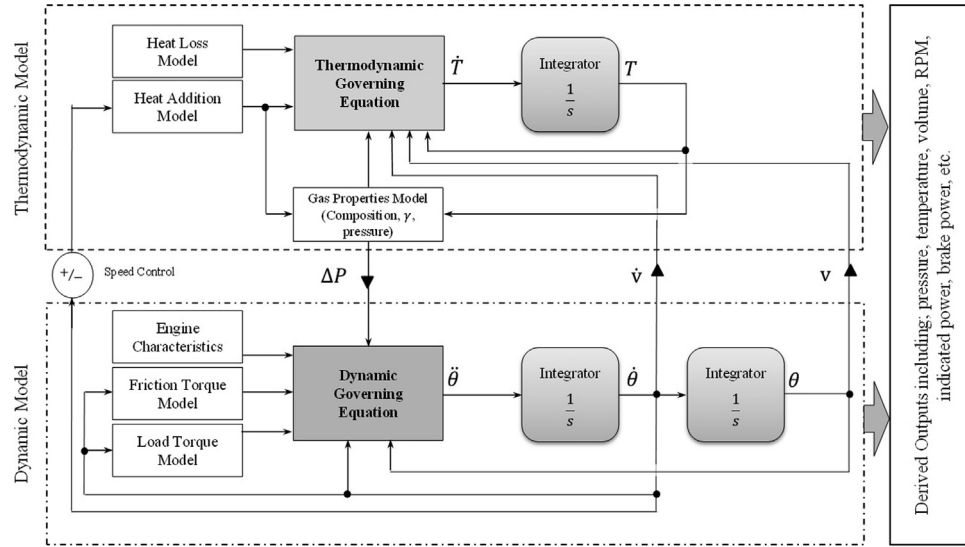 Thermodynamic Model
Heat Loss
Model
Heat Addition
Model
Thermodynamic
Governing
Equation
Ṫ
Integrator
1
s
T
Gas Properties Model
(Composition, γ,
pressure)
+/−
Speed Control
ΔP
v̇
v
Dynamic Model
Engine
Characteristics
Friction Torque
Model
Load Torque
Model
Dynamic
Governing
Equation
θ̈
Integrator
1
s
θ̇
Integrator
1
s
θ
Derived Outputs including; pressure, temperature, volume, RPM,
indicated power, brake power, etc.